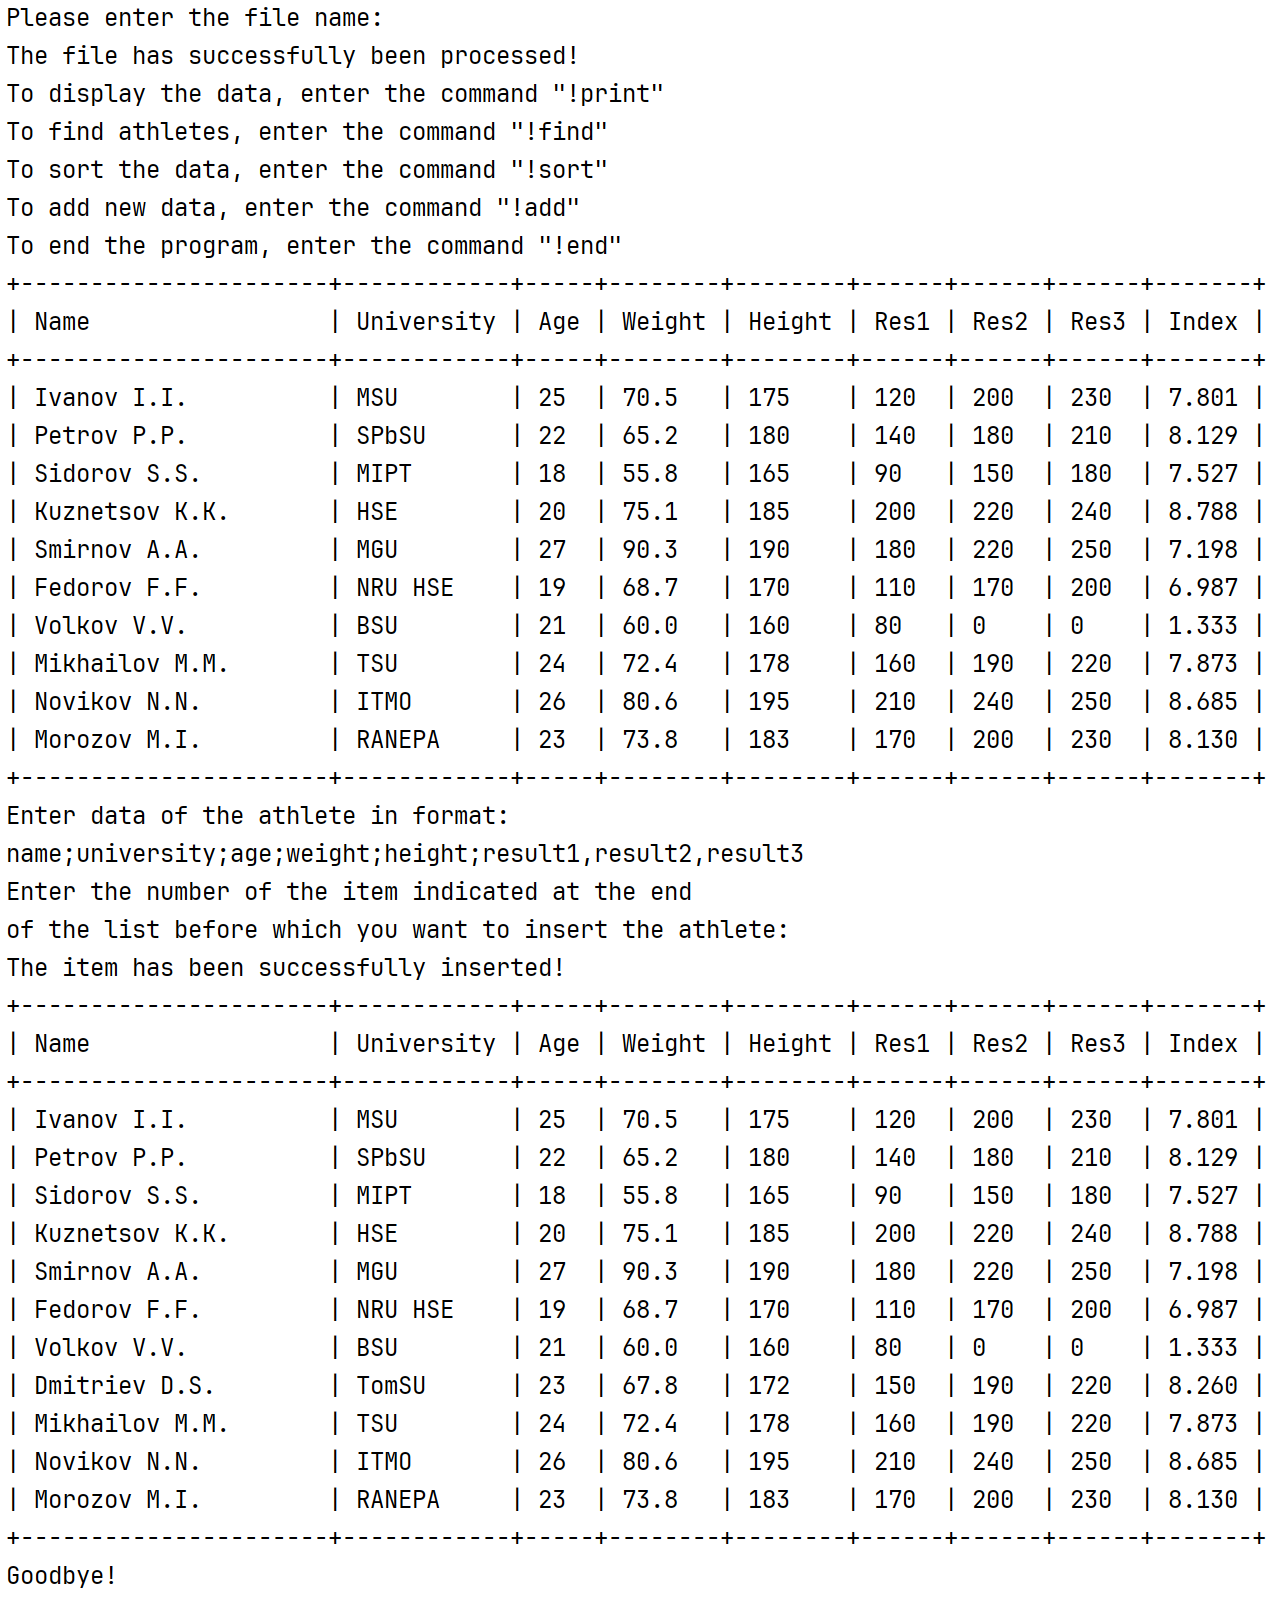 Please enter the file name:
The file has successfully been processed!
To display the data, enter the command "!print"
To find athletes, enter the command "!find"
To sort the data, enter the command "!sort"
To add new data, enter the command "!add"
To end the program, enter the command "!end"
+----------------------+------------+-----+--------+--------+------+------+------+-------+
| Name                 | University | Age | Weight | Height | Res1 | Res2 | Res3 | Index |
+----------------------+------------+-----+--------+--------+------+------+------+-------+
| Ivanov I.I.          | MSU        | 25  | 70.5   | 175    | 120  | 200  | 230  | 7.801 |
| Petrov P.P.          | SPbSU      | 22  | 65.2   | 180    | 140  | 180  | 210  | 8.129 |
| Sidorov S.S.         | MIPT       | 18  | 55.8   | 165    | 90   | 150  | 180  | 7.527 |
| Kuznetsov K.K.       | HSE        | 20  | 75.1   | 185    | 200  | 220  | 240  | 8.788 |
| Smirnov A.A.         | MGU        | 27  | 90.3   | 190    | 180  | 220  | 250  | 7.198 |
| Fedorov F.F.         | NRU HSE    | 19  | 68.7   | 170    | 110  | 170  | 200  | 6.987 |
| Volkov V.V.          | BSU        | 21  | 60.0   | 160    | 80   | 0    | 0    | 1.333 |
| Mikhailov M.M.       | TSU        | 24  | 72.4   | 178    | 160  | 190  | 220  | 7.873 |
| Novikov N.N.         | ITMO       | 26  | 80.6   | 195    | 210  | 240  | 250  | 8.685 |
| Morozov M.I.         | RANEPA     | 23  | 73.8   | 183    | 170  | 200  | 230  | 8.130 |
+----------------------+------------+-----+--------+--------+------+------+------+-------+
Enter data of the athlete in format:
name;university;age;weight;height;result1,result2,result3
Enter the number of the item indicated at the end
of the list before which you want to insert the athlete:
The item has been successfully inserted!
+----------------------+------------+-----+--------+--------+------+------+------+-------+
| Name                 | University | Age | Weight | Height | Res1 | Res2 | Res3 | Index |
+----------------------+------------+-----+--------+--------+------+------+------+-------+
| Ivanov I.I.          | MSU        | 25  | 70.5   | 175    | 120  | 200  | 230  | 7.801 |
| Petrov P.P.          | SPbSU      | 22  | 65.2   | 180    | 140  | 180  | 210  | 8.129 |
| Sidorov S.S.         | MIPT       | 18  | 55.8   | 165    | 90   | 150  | 180  | 7.527 |
| Kuznetsov K.K.       | HSE        | 20  | 75.1   | 185    | 200  | 220  | 240  | 8.788 |
| Smirnov A.A.         | MGU        | 27  | 90.3   | 190    | 180  | 220  | 250  | 7.198 |
| Fedorov F.F.         | NRU HSE    | 19  | 68.7   | 170    | 110  | 170  | 200  | 6.987 |
| Volkov V.V.          | BSU        | 21  | 60.0   | 160    | 80   | 0    | 0    | 1.333 |
| Dmitriev D.S.        | TomSU      | 23  | 67.8   | 172    | 150  | 190  | 220  | 8.260 |
| Mikhailov M.M.       | TSU        | 24  | 72.4   | 178    | 160  | 190  | 220  | 7.873 |
| Novikov N.N.         | ITMO       | 26  | 80.6   | 195    | 210  | 240  | 250  | 8.685 |
| Morozov M.I.         | RANEPA     | 23  | 73.8   | 183    | 170  | 200  | 230  | 8.130 |
+----------------------+------------+-----+--------+--------+------+------+------+-------+
Goodbye!